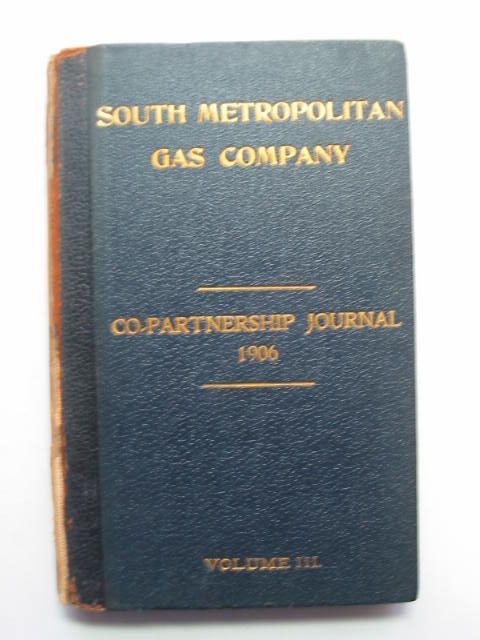 SOUTH METROPOLITAN
GAS COMPANY
CO-PARTNERSHIP JOURNAL
1906
VOLUME III.